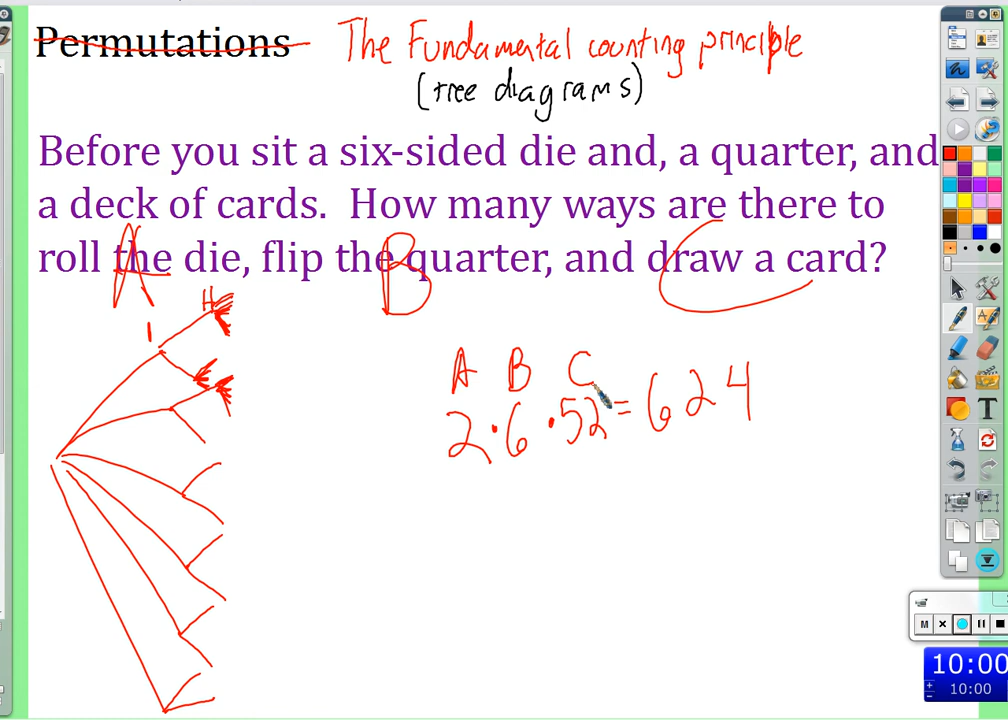 Permutations The Fundamental counting principle
(tree diagrams)
Before you sit a six-sided die and, a quarter, and
a deck of cards. How many ways are there to
roll the die, flip the quarter, and draw a card?
A B C
H
1
A B C
2 · 6 · 52 = 624
M
10:00
10:00